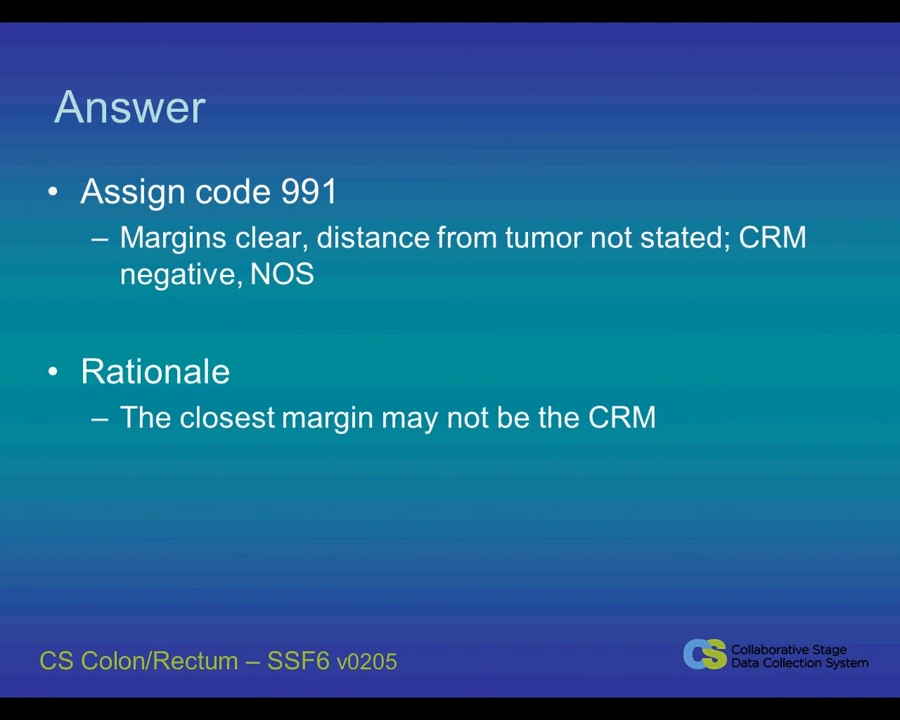 Answer
• Assign code 991
– Margins clear, distance from tumor not stated; CRM
negative, NOS
• Rationale
– The closest margin may not be the CRM
CS Colon/Rectum – SSF6 v0205
CS Collaborative Stage
Data Collection System